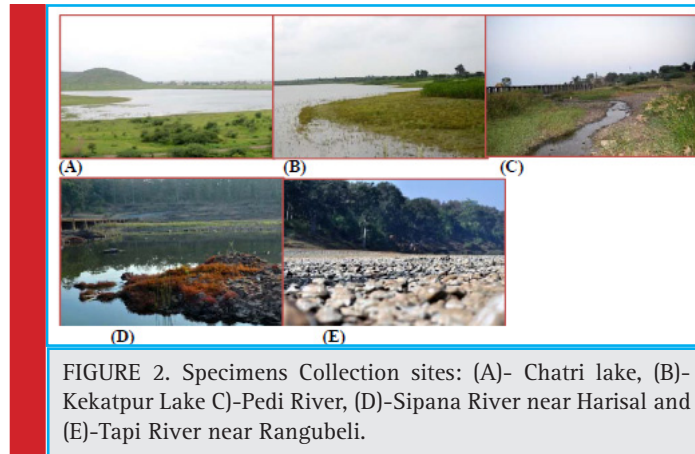 (A) (B) (C)
(D) (E)
FIGURE 2. Specimens Collection sites: (A)- Chatri lake, (B)-
Kekatpur Lake C)-Pedi River, (D)-Sipana River near Harisal and
(E)-Tapi River near Rangubeli.